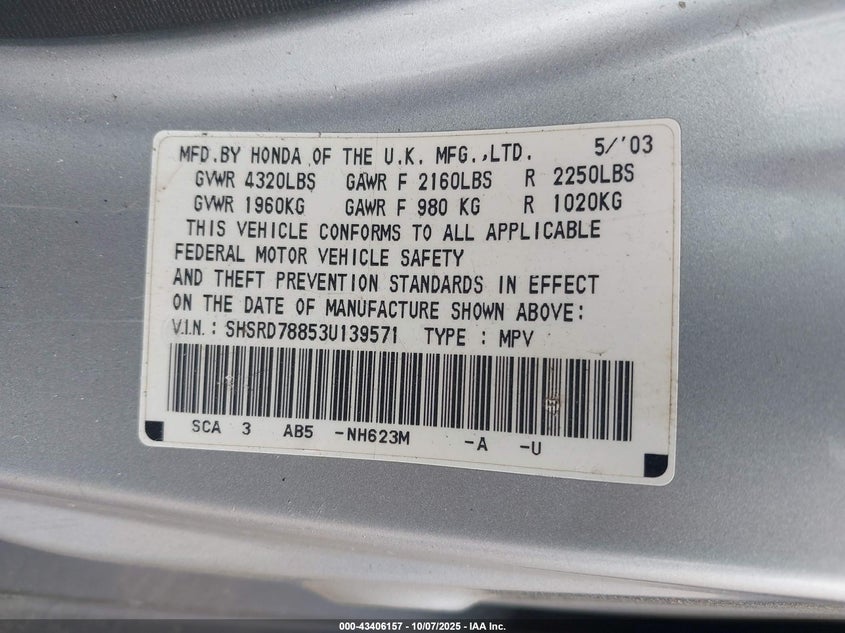 MFD.BY HONDA OF THE U.K. MFG.,LTD. 5/'03
GVWR 4320LBS GAWR F 2160LBS R 2250LBS
GVWR 1960KG GAWR F 980 KG R 1020KG
THIS VEHICLE CONFORMS TO ALL APPLICABLE
FEDERAL MOTOR VEHICLE SAFETY
AND THEFT PREVENTION STANDARDS IN EFFECT
ON THE DATE OF MANUFACTURE SHOWN ABOVE:
V.I.N. : SHSRD78853U139571 TYPE : MPV
SCA 3 AB5 -NH623M -A -U
000-43406157 - 10/07/2025 - IAA Inc.